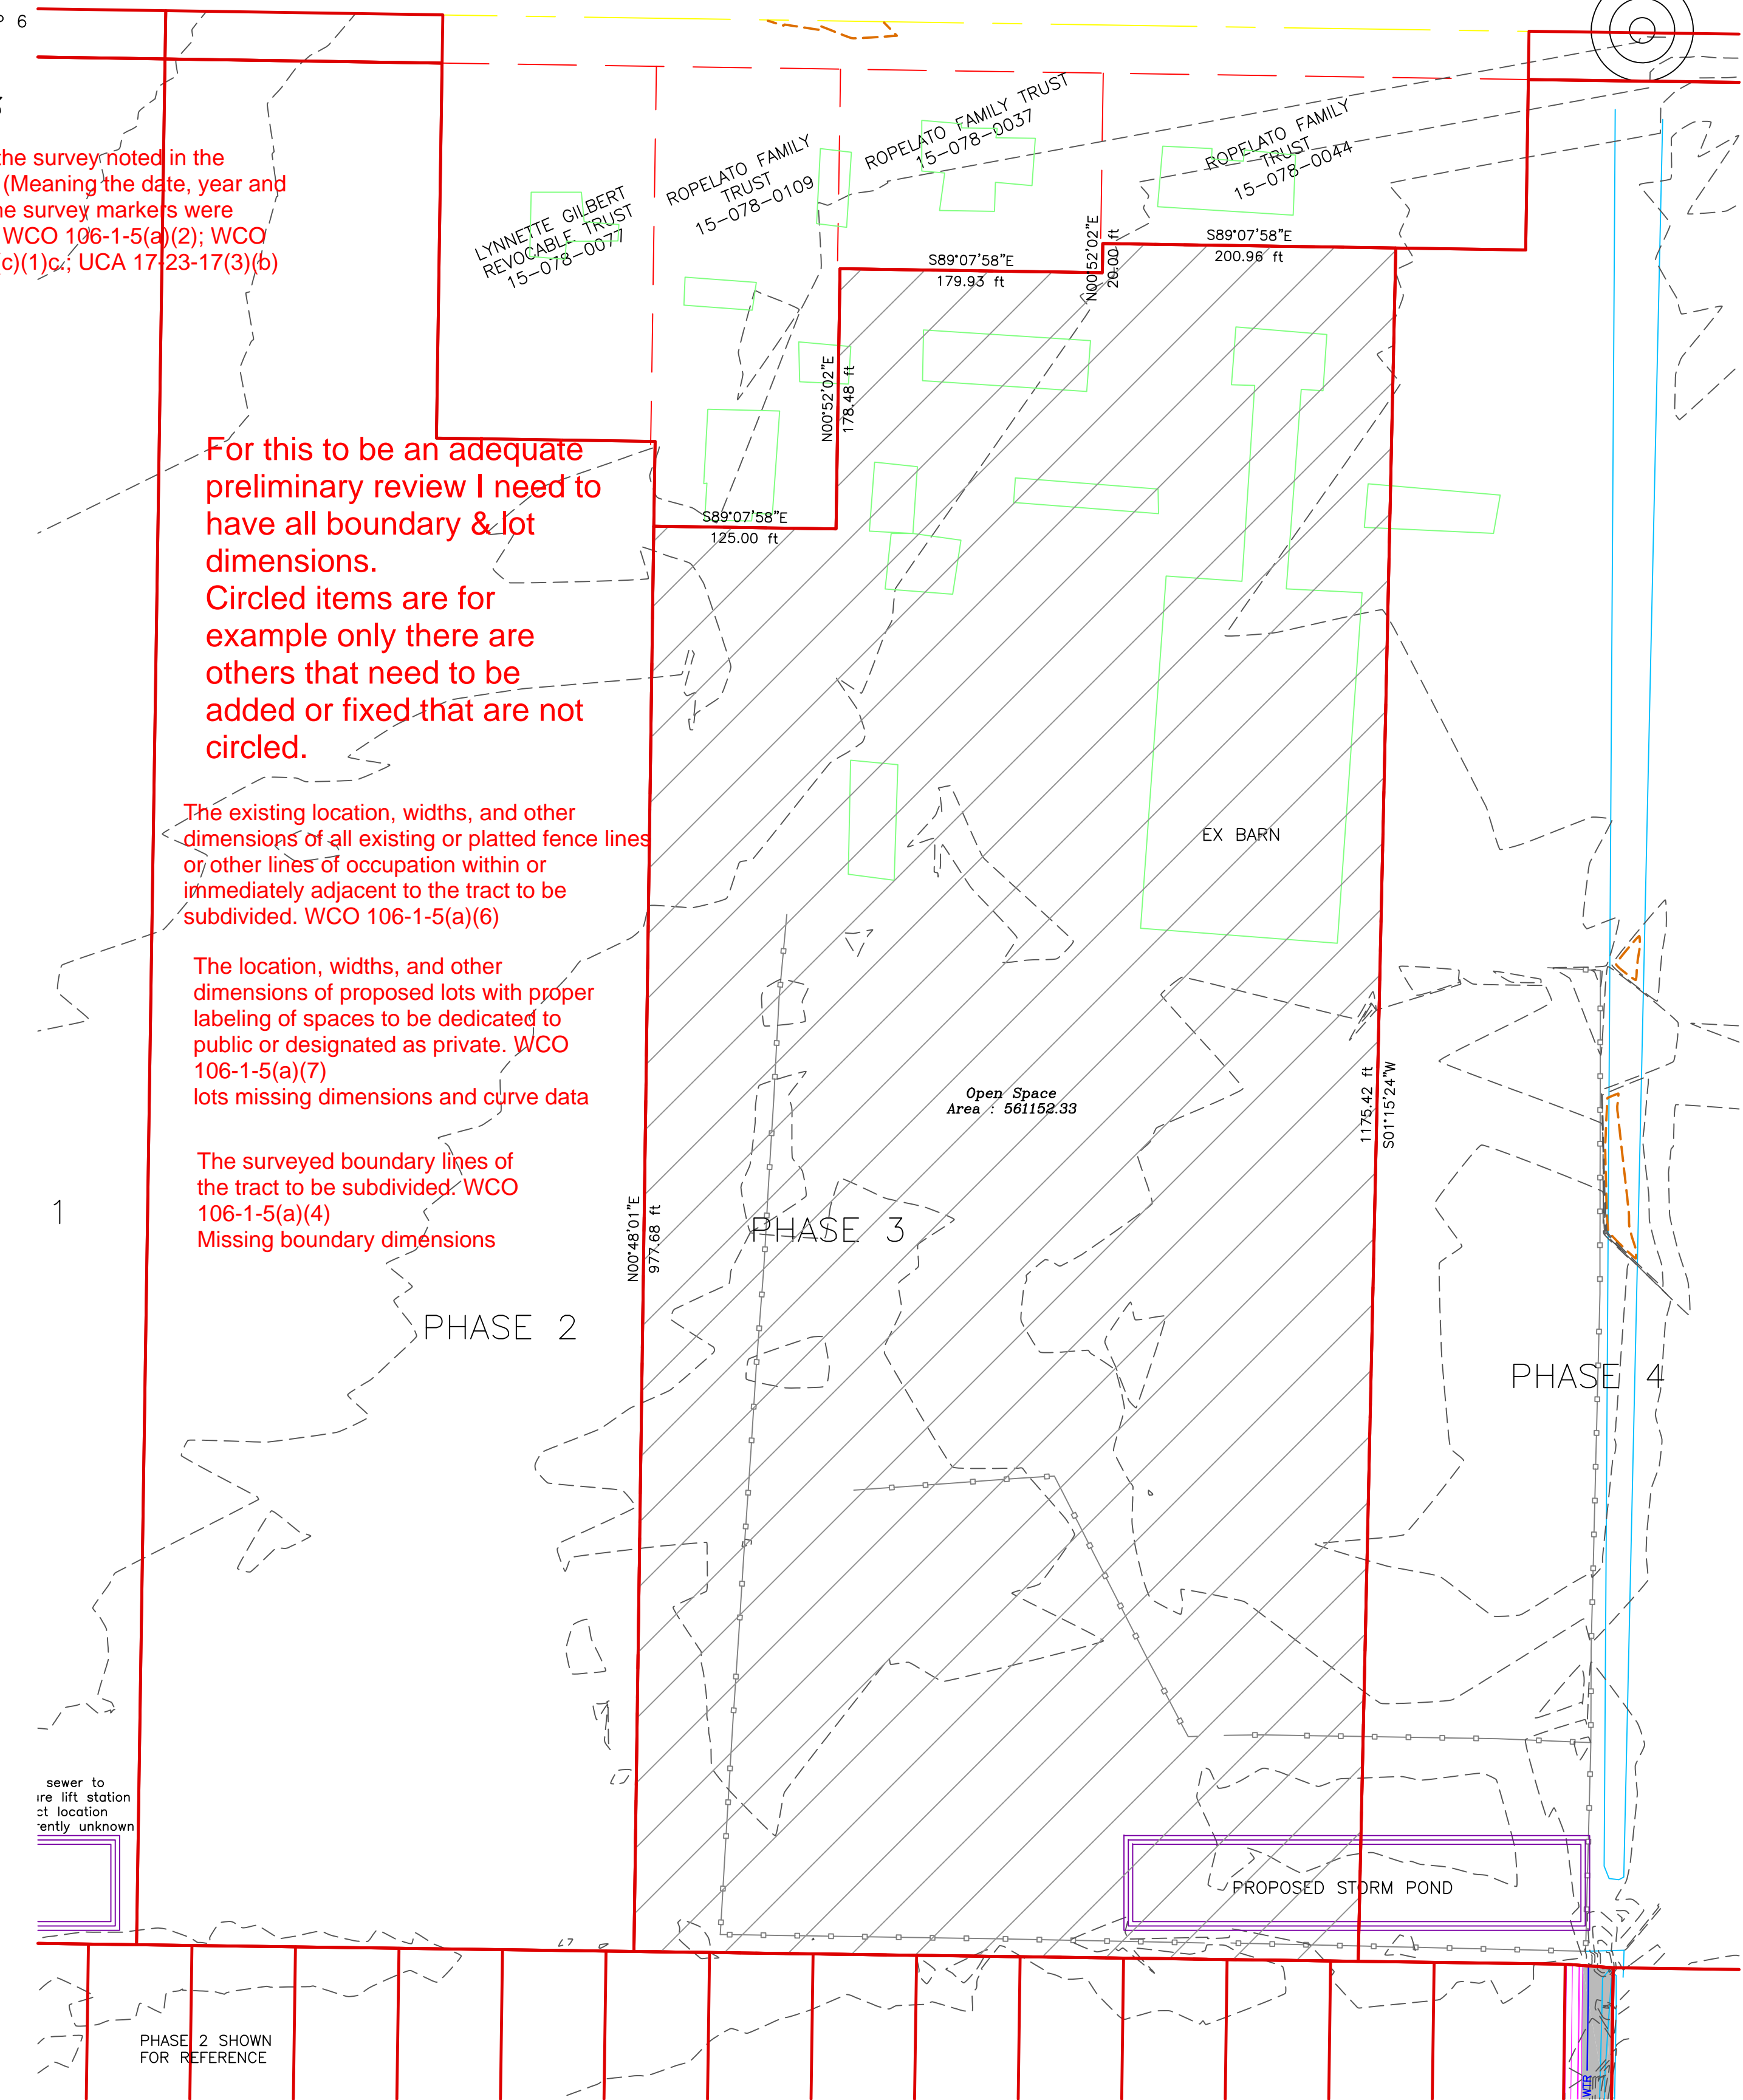 6
the survey noted in the
(Meaning the date, year and
survey markers were
WCO 106-1-5(a)(2); WCO
c)(1)c.; UCA 17-23-17(3)(b)
LYNNETTE GILBERT
REVOCABLE TRUST
15-078-0077
ROPELATO FAMILY
TRUST
15-078-0109
ROPELATO FAMILY TRUST
15-078-0037
ROPELATO FAMILY
TRUST
15-078-0044
S89°07'58"E
179.93 ft
N00°52'02"E
20.00 ft
S89°07'58"E
200.96 ft
N00°52'02"E
178.48 ft
S89°07'58"E
125.00 ft
For this to be an adequate
preliminary review I need to
have all boundary & lot
dimensions.
Circled items are for
example only there are
others that need to be
added or fixed that are not
circled.
The existing location, widths, and other
dimensions of all existing or platted fence lines
or other lines of occupation within or
immediately adjacent to the tract to be
subdivided. WCO 106-1-5(a)(6)
The location, widths, and other
dimensions of proposed lots with proper
labeling of spaces to be dedicated to
public or designated as private. WCO
106-1-5(a)(7)
lots missing dimensions and curve data
The surveyed boundary lines of
the tract to be subdivided. WCO
106-1-5(a)(4)
Missing boundary dimensions
EX BARN
Open Space
Area : 561152.33
1175.42 ft
S01°15'24"W
N00°48'01"E
977.68 ft
1
PHASE 2
PHASE 3
PHASE 4
sewer to
lift station
location
unknown
PROPOSED STORM POND
PHASE 2 SHOWN
FOR REFERENCE
WTR